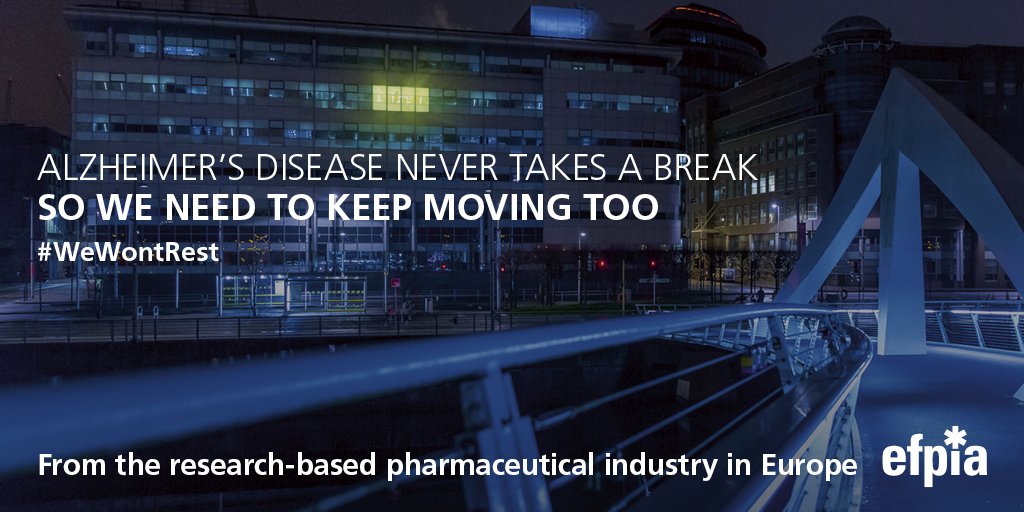 ALZHEIMER'S DISEASE NEVER TAKES A BREAK
SO WE NEED TO KEEP MOVING TOO
#WeWontRest
From the research-based pharmaceutical industry in Europe
efpia